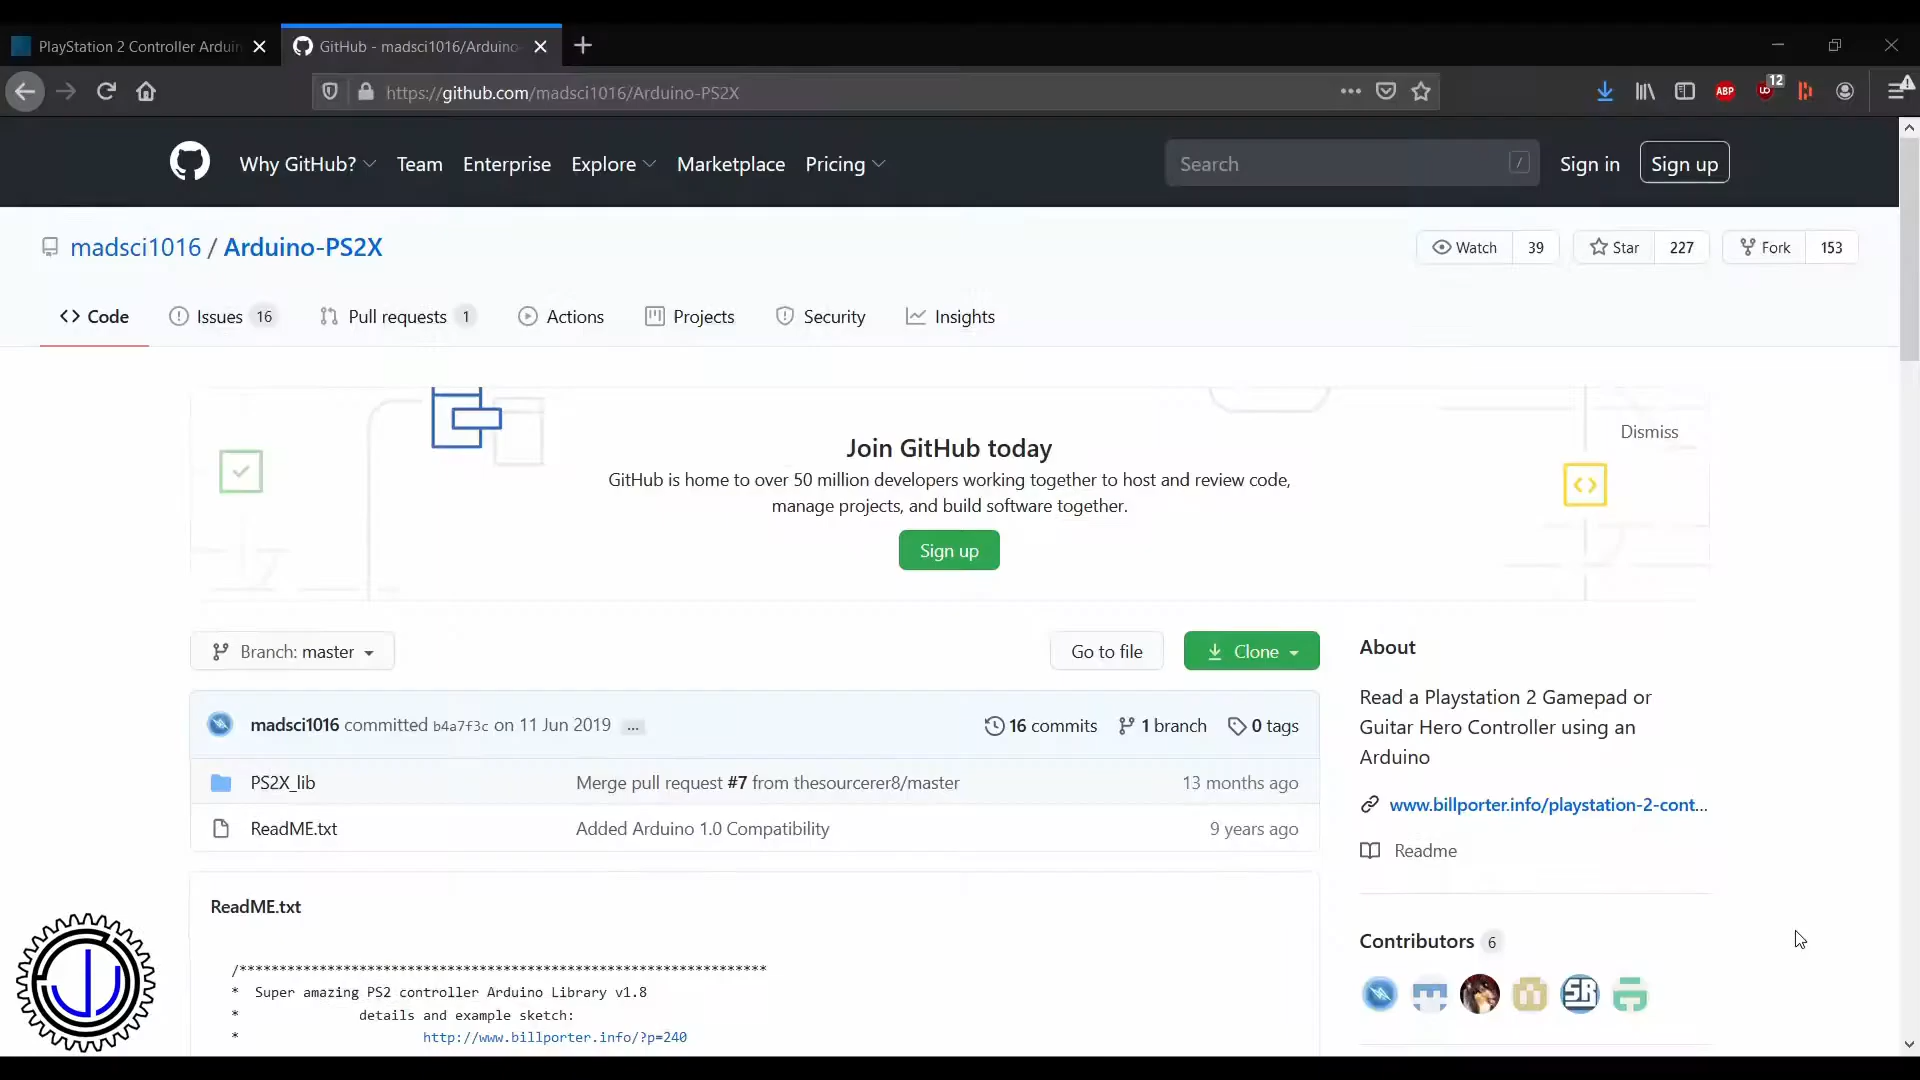 PlayStation 2 Controller Arduin
GitHub - madsci1016/Arduino-
https://github.com/madsci1016/Arduino-PS2X
ABP
12
Why GitHub?
Team
Enterprise
Explore
Marketplace
Pricing
Search
/
Sign in
Sign up
madsci1016 / Arduino-PS2X
Watch 39
Star 227
Fork 153
Code
Issues 16
Pull requests 1
Actions
Projects
Security
Insights
Dismiss
Join GitHub today
GitHub is home to over 50 million developers working together to host and review code,
manage projects, and build software together.
Sign up
Branch: master
Go to file
Clone
madsci1016 committed b4a7f3c on 11 Jun 2019 ...
16 commits
1 branch
0 tags
PS2X_lib Merge pull request #7 from thesourcerer8/master 13 months ago
ReadME.txt Added Arduino 1.0 Compatibility 9 years ago
ReadME.txt
/******************************************************************
* Super amazing PS2 controller Arduino Library v1.8
* details and example sketch:
* http://www.billporter.info/?p=240
About
Read a Playstation 2 Gamepad or
Guitar Hero Controller using an
Arduino
www.billporter.info/playstation-2-cont...
Readme
Contributors 6
SR